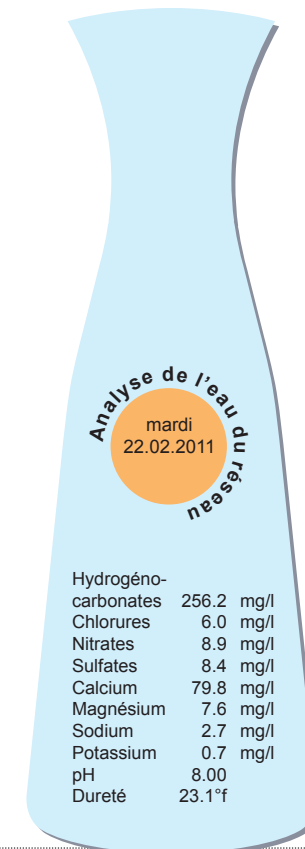 Analyse de l'eau du réseau
mardi
22.02.2011
Hydrogéno-
carbonates 256.2 mg/l
Chlorures 6.0 mg/l
Nitrates 8.9 mg/l
Sulfates 8.4 mg/l
Calcium 79.8 mg/l
Magnésium 7.6 mg/l
Sodium 2.7 mg/l
Potassium 0.7 mg/l
pH 8.00
Dureté 23.1°f